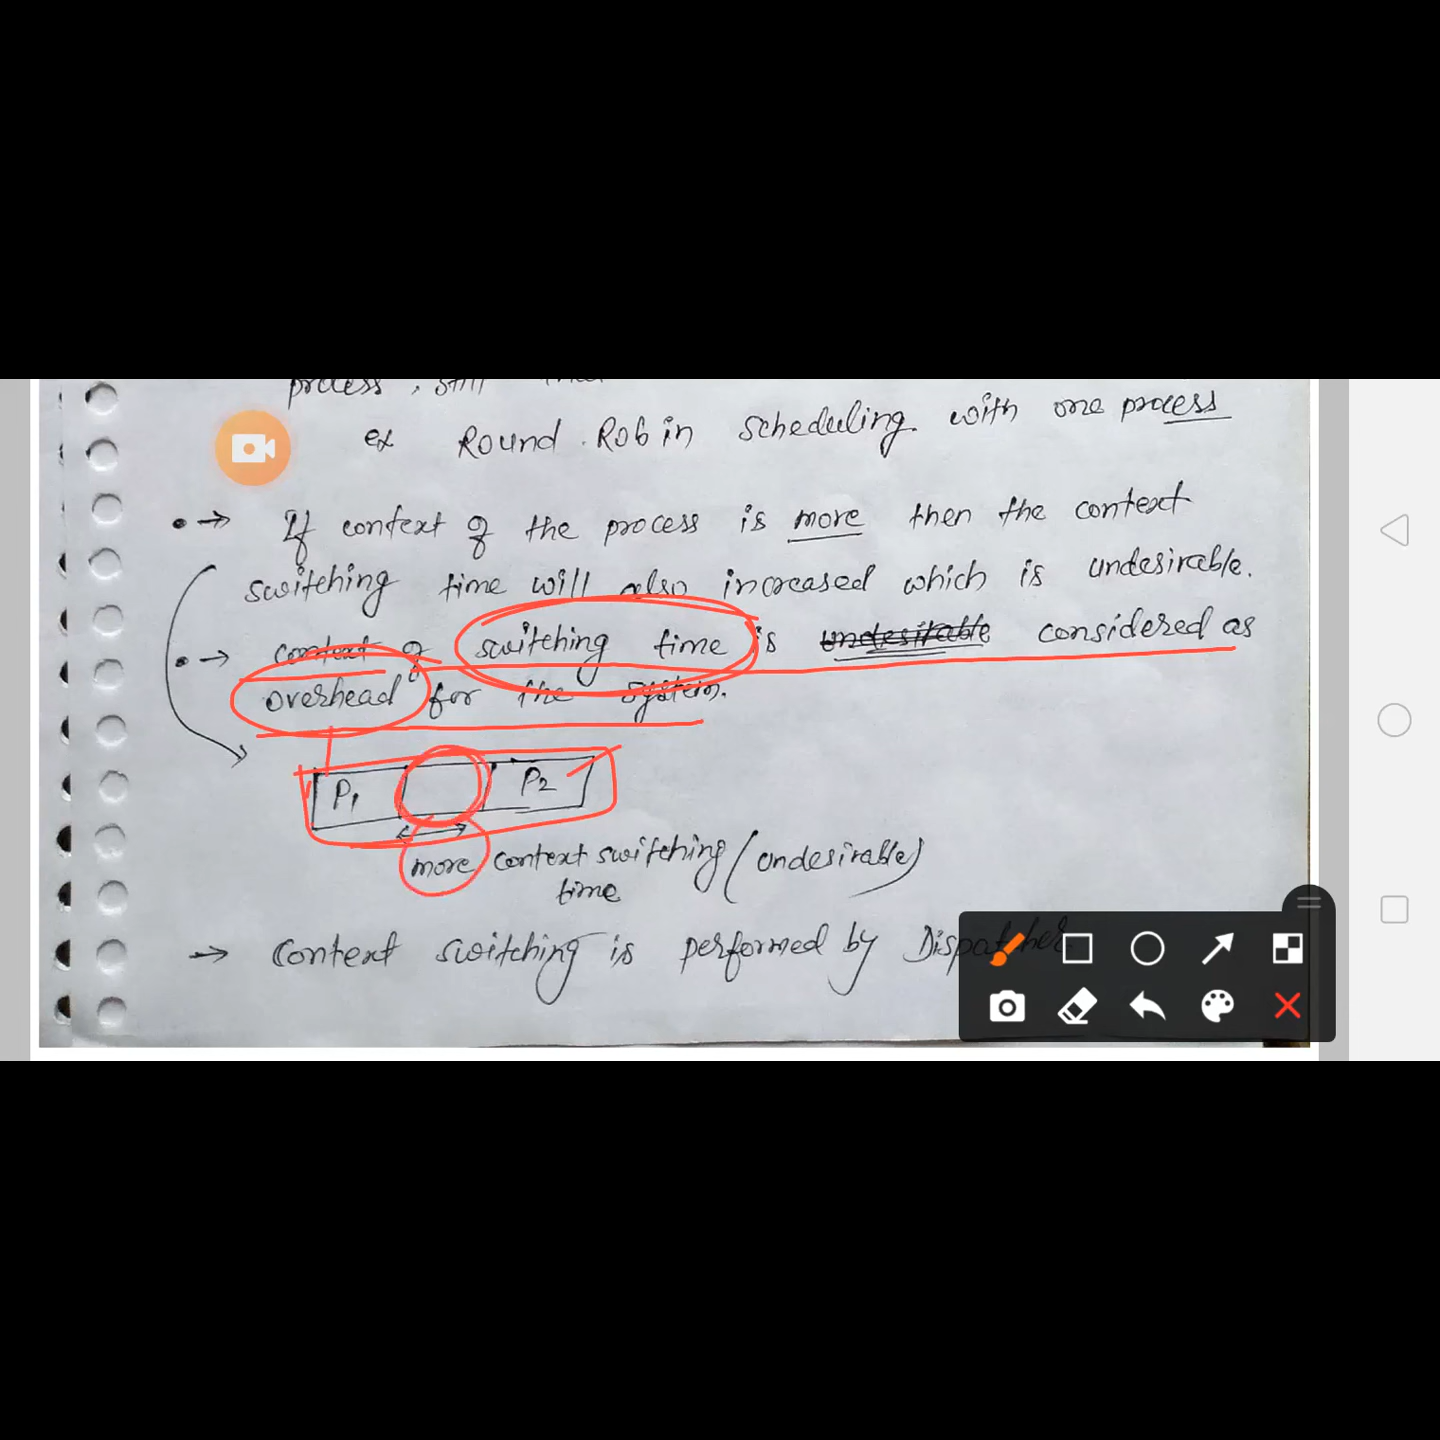 process, still
ex Round Robin scheduling. with one process
•→ If context of the process is more then the context
switching time will also increased which is undesirable.
•→ context of switching time is undesirable considered as
overhead for the system.
P1 P2
more context switching (undesirable)
time
→ Context switching is performed by Dispatcher.